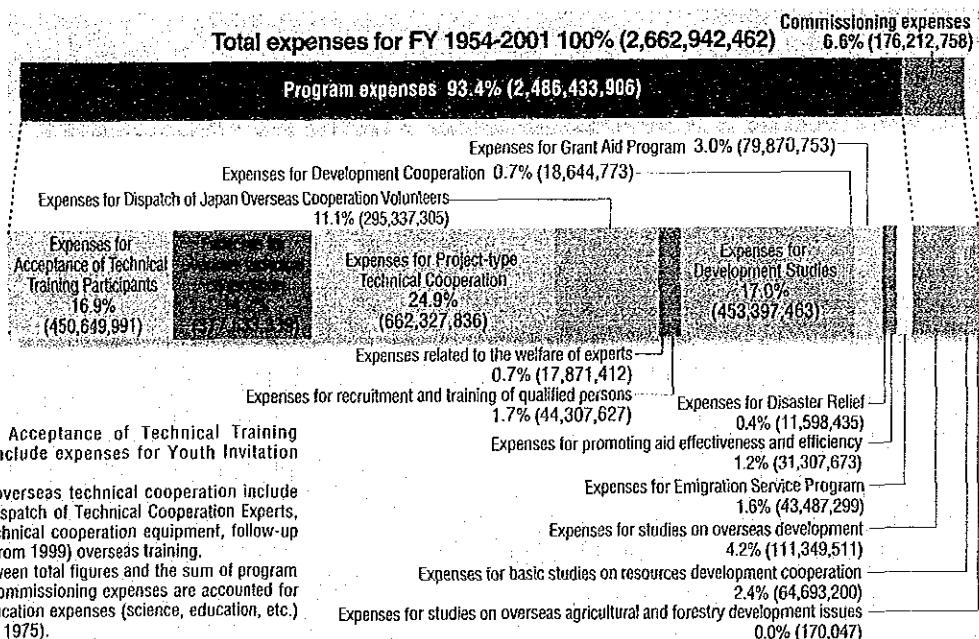 Commissioning expenses
6.6% (176,212,758)
Total expenses for FY 1954-2001 100% (2,662,942,462)
Program expenses 93.4% (2,486,433,906)
Expenses for Grant Aid Program 3.0% (79,870,753)
Expenses for Development Cooperation 0.7% (18,644,773)
Expenses for Dispatch of Japan Overseas Cooperation Volunteers
11.1% (295,337,305)
Expenses for
Acceptance of Technical
Training Participants
16.9%
(450,649,991)
Expenses for Project-type
Technical Cooperation
24.9%
(662,327,836)
Expenses for
Development Studies
17.0%
(453,397,463)
Expenses related to the welfare of experts
0.7% (17,871,412)
Expenses for recruitment and training of qualified persons
1.7% (44,307,627)
Expenses for Disaster Relief
0.4% (11,598,435)
Expenses for promoting aid effectiveness and efficiency
1.2% (31,307,673)
Expenses for Emigration Service Program
1.6% (43,487,299)
Expenses for studies on overseas development
4.2% (111,349,511)
Expenses for basic studies on resources development cooperation
2.4% (64,693,200)
Expenses for studies on overseas agricultural and forestry development issues
0.0% (170,047)
Acceptance of Technical Training
clude expenses for Youth Invitation
overseas technical cooperation include
spatch of Technical Cooperation Experts,
chnical cooperation equipment, follow-up
rom 1999) overseas training.
ween total figures and the sum of program
ommissioning expenses are accounted for
ication expenses (science, education, etc.)
1975).